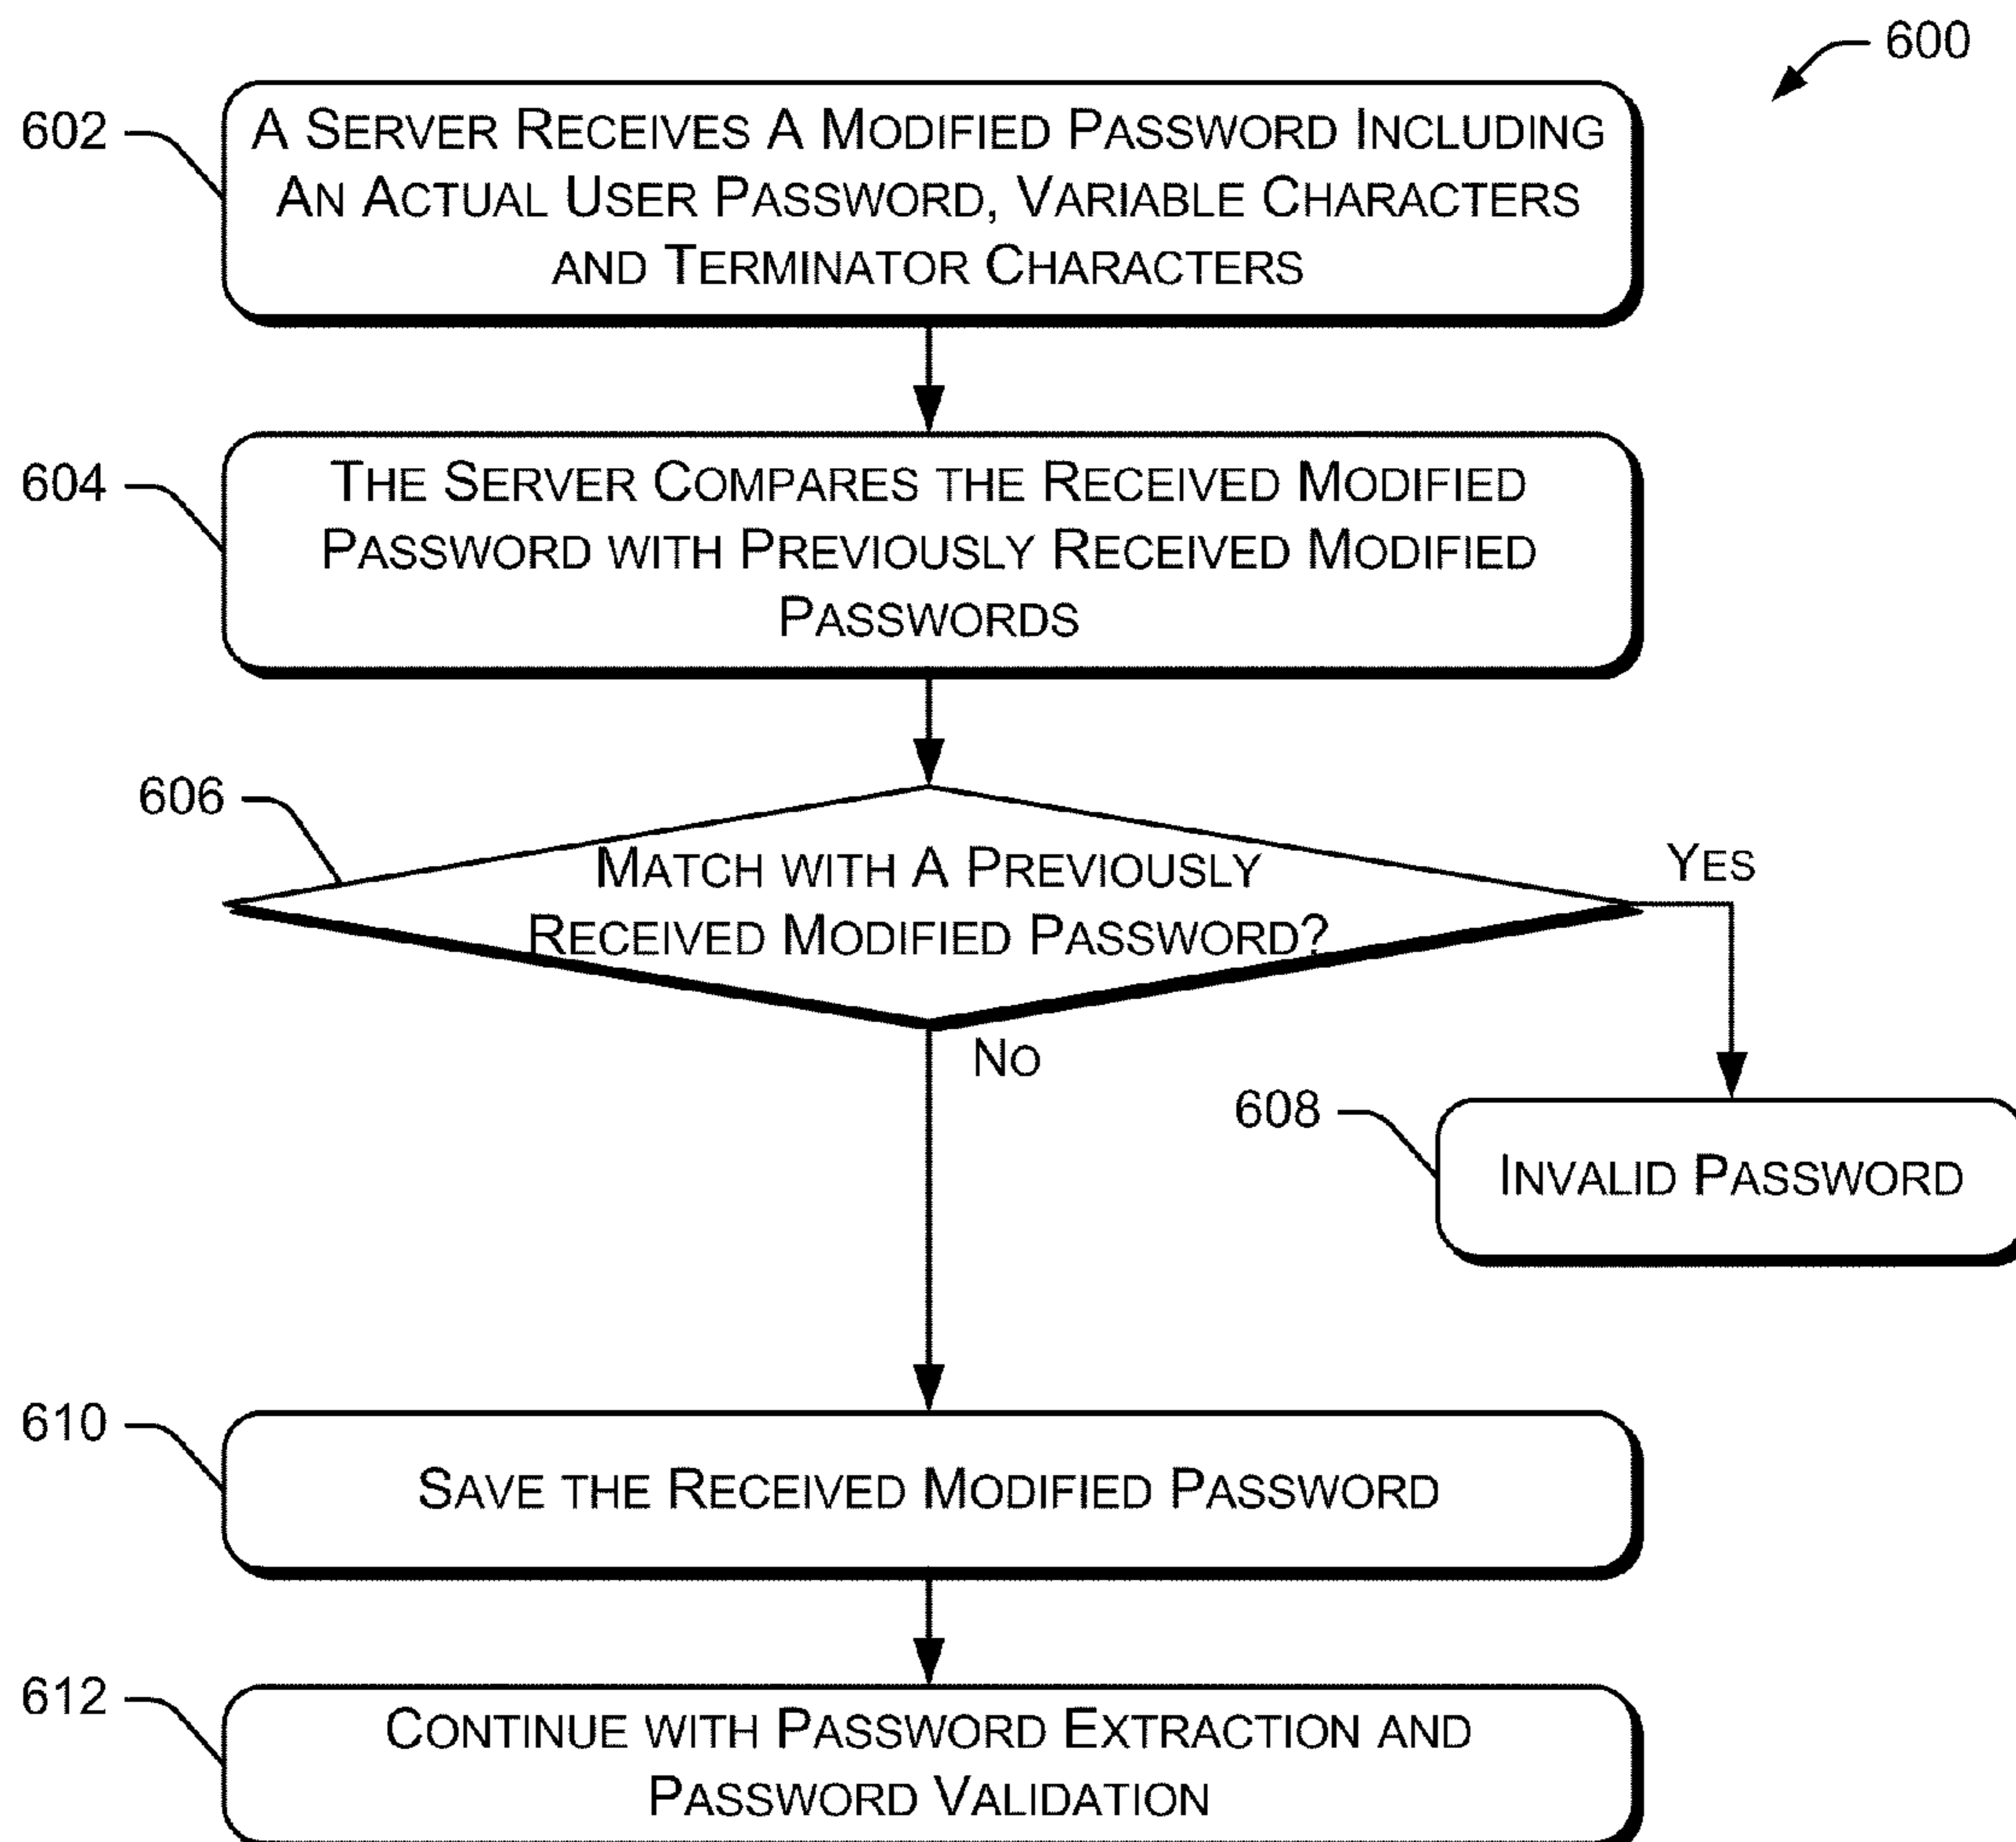 600
602
A SERVER RECEIVES A MODIFIED PASSWORD INCLUDING
AN ACTUAL USER PASSWORD, VARIABLE CHARACTERS
AND TERMINATOR CHARACTERS
604
THE SERVER COMPARES THE RECEIVED MODIFIED
PASSWORD WITH PREVIOUSLY RECEIVED MODIFIED
PASSWORDS
606
MATCH WITH A PREVIOUSLY
RECEIVED MODIFIED PASSWORD?
YES
NO
608
INVALID PASSWORD
610
SAVE THE RECEIVED MODIFIED PASSWORD
612
CONTINUE WITH PASSWORD EXTRACTION AND
PASSWORD VALIDATION